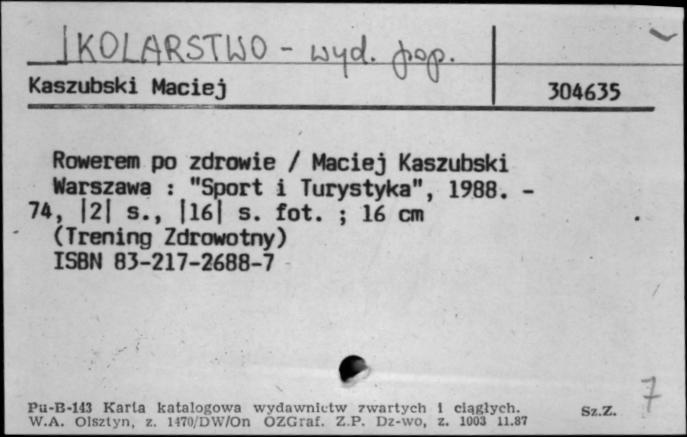 KOLARSTWO - wyd. pop.
Kaszubski Maciej 304635
Rowerem po zdrowie / Maciej Kaszubski
Warszawa : "Sport i Turystyka", 1988. -
74, |2| s., |16| s. fot. ; 16 cm
(Trening Zdrowotny)
ISBN 83-217-2688-7
7
Pu-B-143 Karta katalogowa wydawnictw zwartych i ciągłych. Sz.Z.
W.A. Olsztyn, z. 1470/DW/On OZGraf. Z.P. Dz-wo, z. 1003 11.87